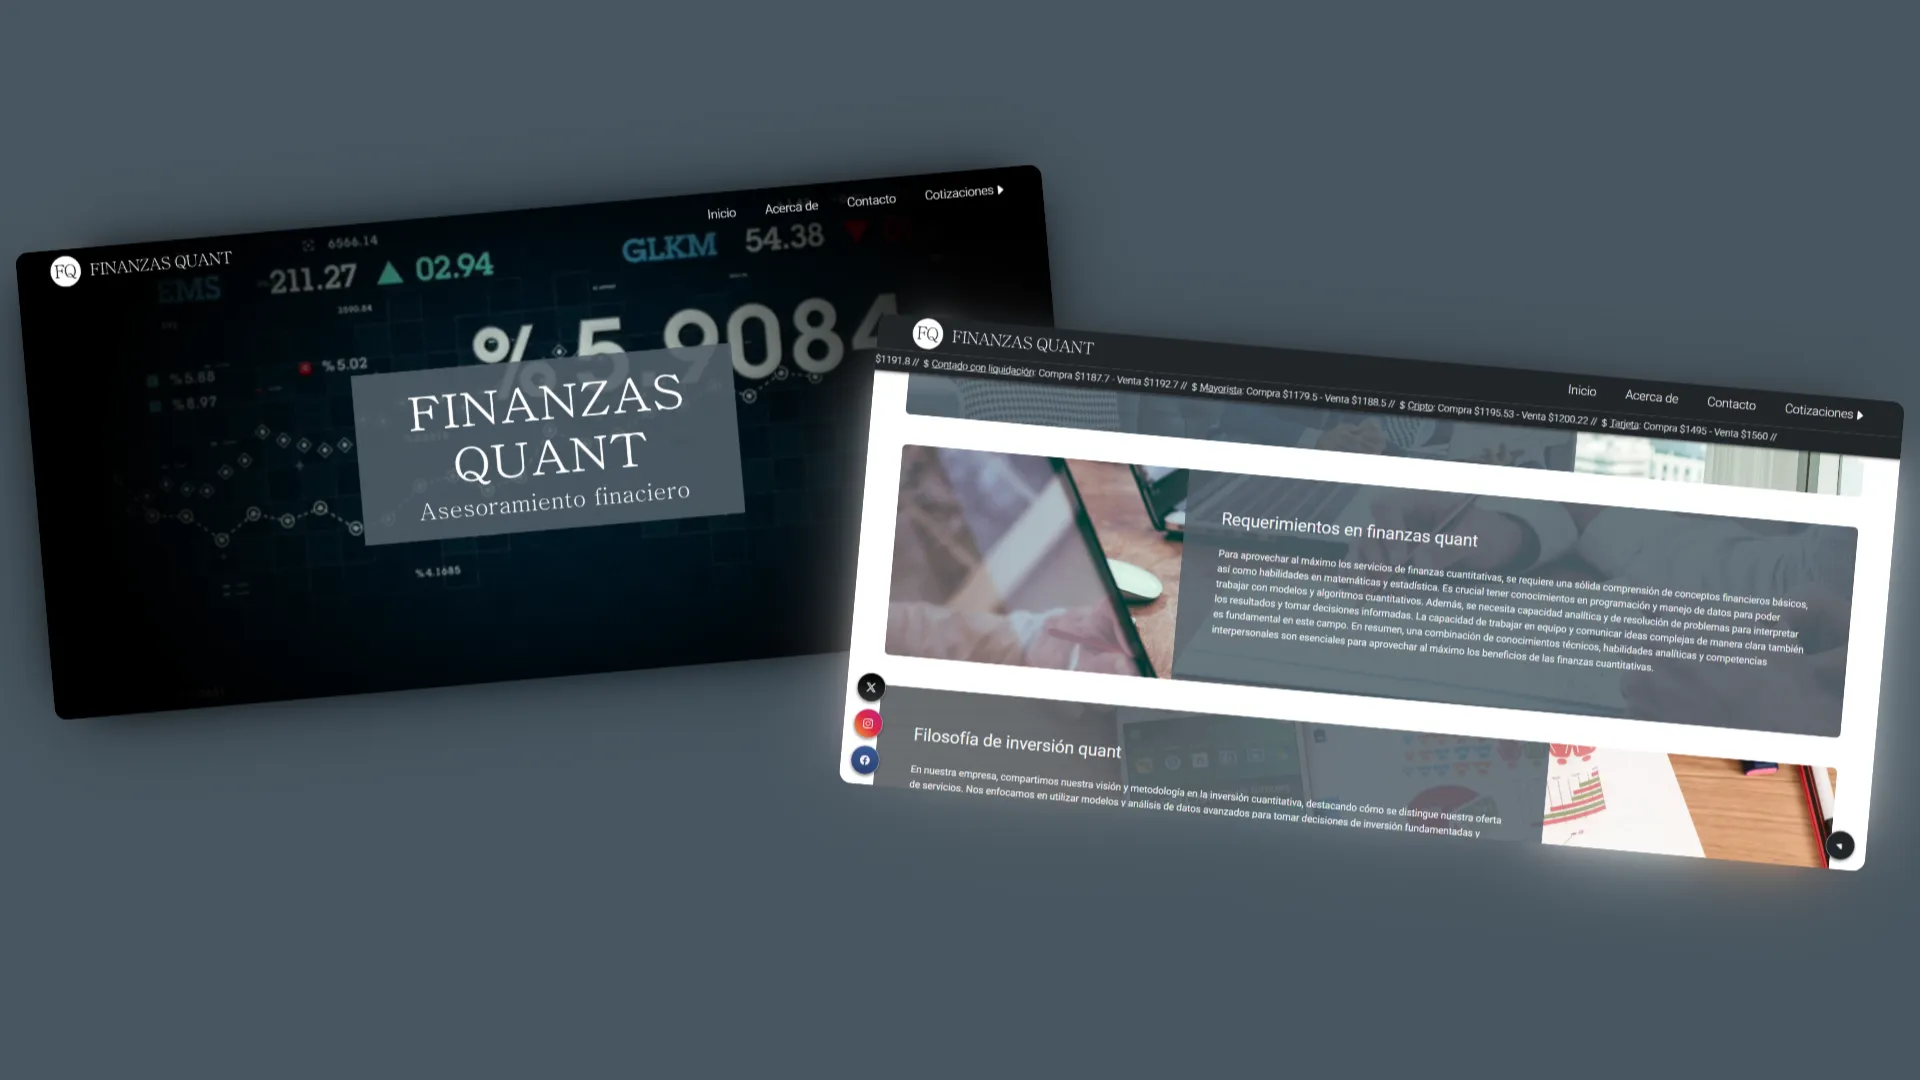 Inicio
Acerca de
Contacto
Cotizaciones
FQ FINANZAS QUANT
6566.14
EMS
211.27
02.94
GLKM
54.38
3590.84
% 5.9084
% 5.02
% 5.68
% 8.97
FINANZAS
QUANT
Asesoramiento finaciero
%4.1685
FQ FINANZAS QUANT
Inicio
Acerca de
Contacto
Cotizaciones
$1191.8 // $ Contado con liquidación: Compra $1187.7 - Venta $1192.7 // $ Mayorista: Compra $1179.5 - Venta $1188.5 // $ Cripto: Compra $1195.53 - Venta $1200.22 // $ Tarjeta: Compra $1495 - Venta $1560 //
Requerimientos en finanzas quant
Para aprovechar al máximo los servicios de finanzas cuantitativas, se requiere una sólida comprensión de conceptos financieros básicos,
así como habilidades en matemáticas y estadística. Es crucial tener conocimientos en programación y manejo de datos para poder
trabajar con modelos y algoritmos cuantitativos. Además, se necesita capacidad analítica y de resolución de problemas para interpretar
los resultados y tomar decisiones informadas. La capacidad de trabajar en equipo y comunicar ideas complejas de manera clara también
es fundamental en este campo. En resumen, una combinación de conocimientos técnicos, habilidades analíticas y competencias
interpersonales son esenciales para aprovechar al máximo los beneficios de las finanzas cuantitativas.
Filosofía de inversión quant
En nuestra empresa, compartimos nuestra visión y metodología en la inversión cuantitativa, destacando cómo se distingue nuestra oferta
de servicios. Nos enfocamos en utilizar modelos y análisis de datos avanzados para tomar decisiones de inversión fundamentadas y